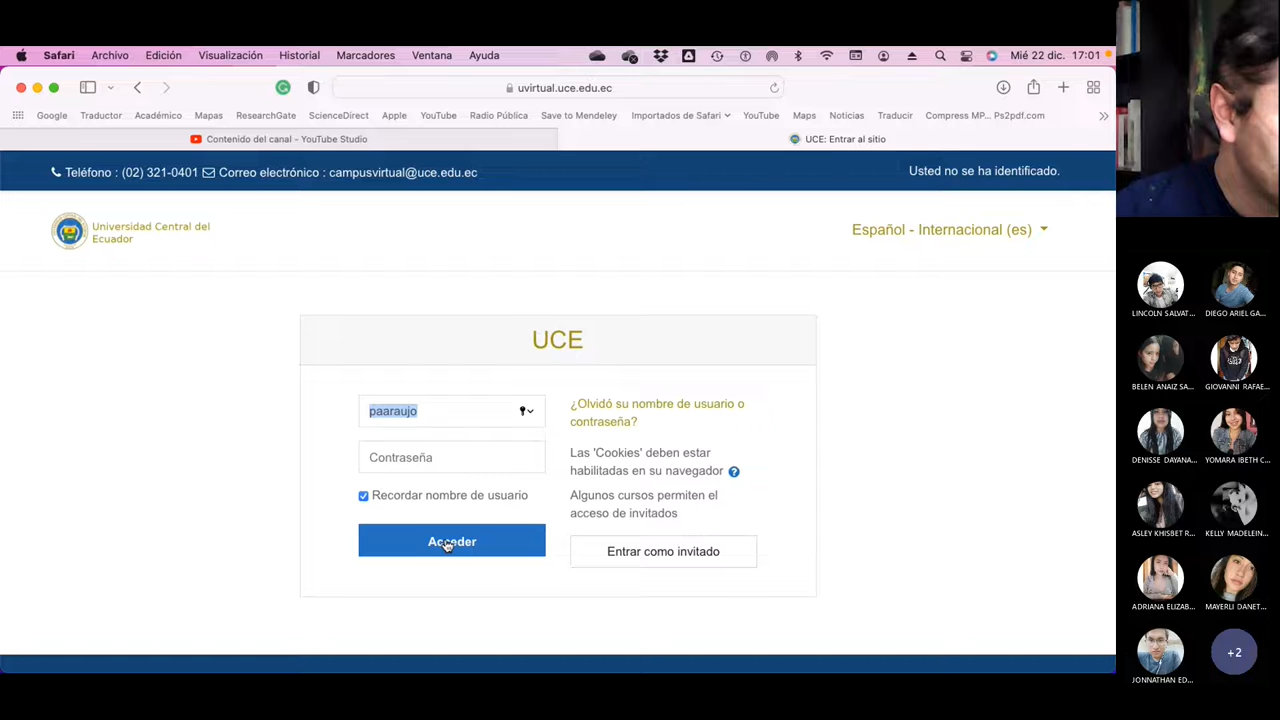 Safari Archivo Edición Visualización Historial Marcadores Ventana Ayuda Mié 22 dic. 17:01
uvirtual.uce.edu.ec
Google Traductor Académico Mapas ResearchGate ScienceDirect Apple YouTube Radio Pública Save to Mendeley Importados de Safari YouTube Maps Noticias Traducir Compress MP... Ps2pdf.com
Contenido del canal - YouTube Studio UCE: Entrar al sitio
Teléfono : (02) 321-0401 Correo electrónico : campusvirtual@uce.edu.ec Usted no se ha identificado.
Universidad Central del
Ecuador
Español - Internacional (es)
UCE
paaraujo
Contraseña
Recordar nombre de usuario
Acceder
¿Olvidó su nombre de usuario o
contraseña?
Las 'Cookies' deben estar
habilitadas en su navegador
Algunos cursos permiten el
acceso de invitados
Entrar como invitado
LINCOLN SALVAT... DIEGO ARIEL GA...
BELEN ANAIZ SA... GIOVANNI RAFAE...
DENISSE DAYANA... YOMARA IBETH C...
ASLEY KHISBET R... KELLY MADELEIN...
ADRIANA ELIZAB... MAYERLI DANET...
JONNATHAN ED... +2